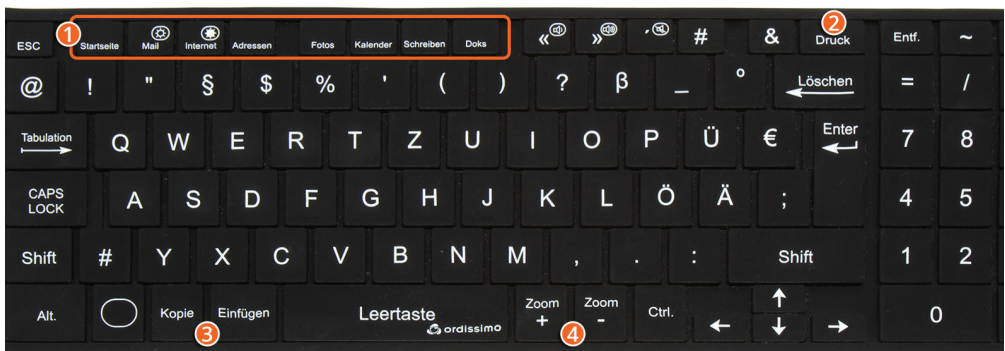 ESC 1 Startseite Mail Internet Adressen Fotos Kalender Schreiben Doks « » ´ # & 2 Druck Entf. ~
@ ! " § $ % ' ( ) ? β _ ° Löschen = /
Tabulation Q W E R T Z U I O P Ü € Enter 7 8
CAPS
LOCK A S D F G H J K L Ö Ä ; 4 5
Shift # Y X C V B N M , . : Shift 1 2
Alt. Kopie 3 Einfügen Leertaste ordissimo Zoom + 4 Zoom - Ctrl. ← ↑ ↓ → 0